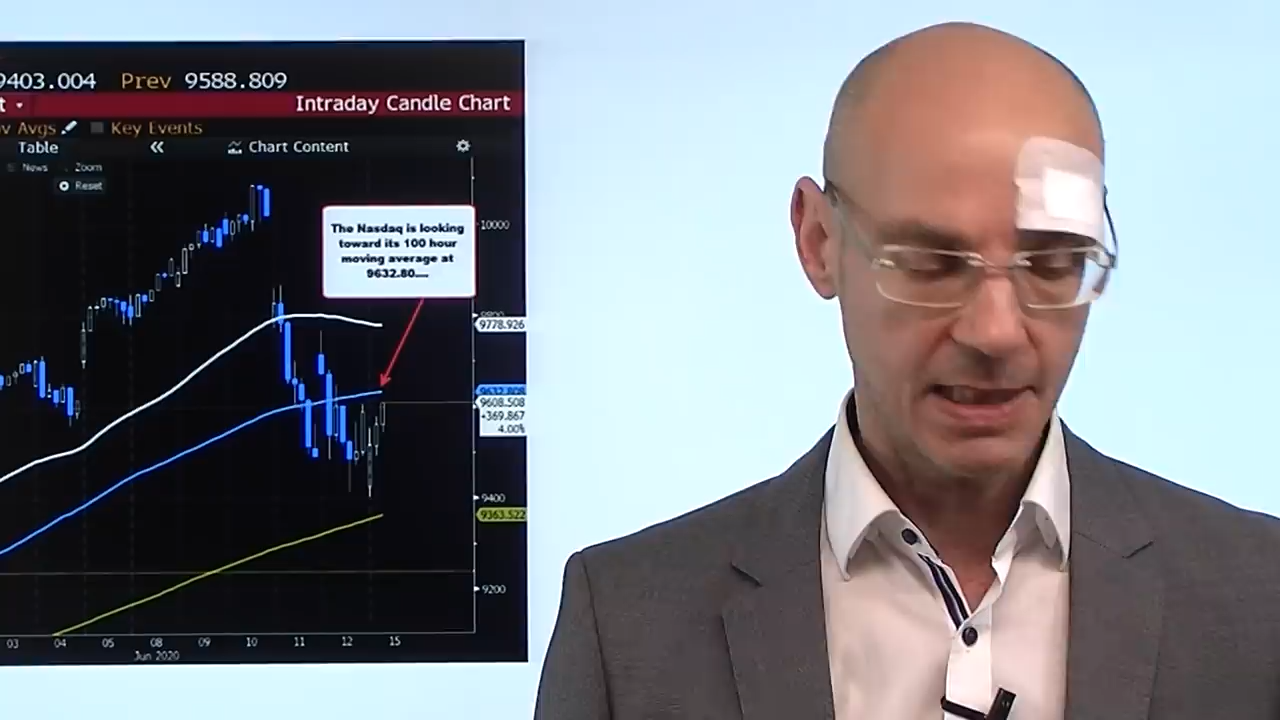 9403.004 Prev 9588.809
Intraday Candle Chart
Avgs Key Events
Table « Chart Content
News Zoom
Reset
The Nasdaq is looking
toward its 100 hour
moving average at
9632.80....
10000
9778.926
9608.508
+369.867
4.00%
9400
9363.522
9200
03 04 05 08 09 10 11 12 15
Jun 2020